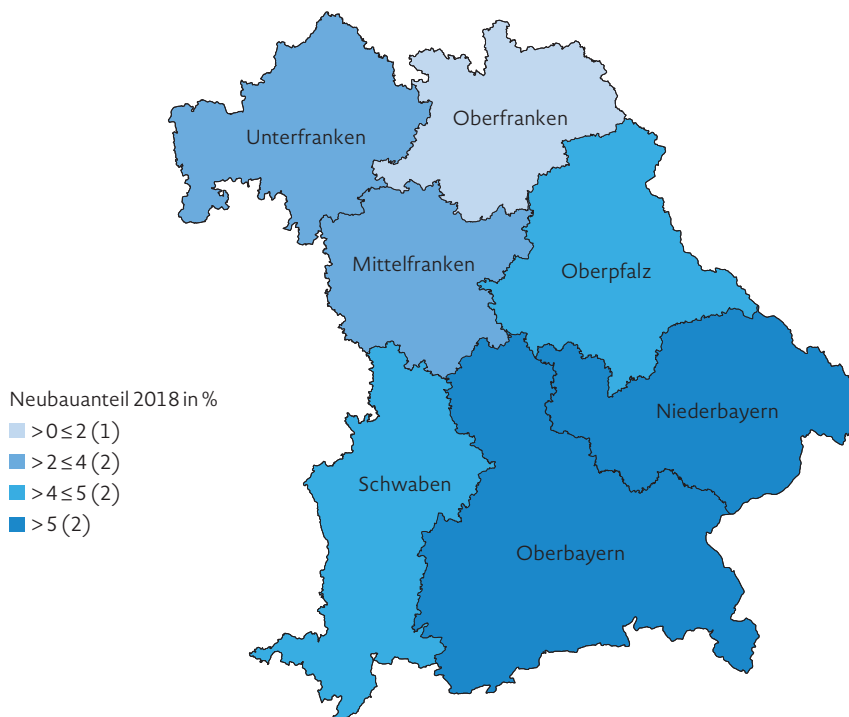 Oberfranken
Unterfranken
Mittelfranken
Oberpfalz
Neubauanteil 2018 in %
>0≤2 (1)
>2≤4 (2)
>4≤5 (2)
>5 (2)
Niederbayern
Schwaben
Oberbayern